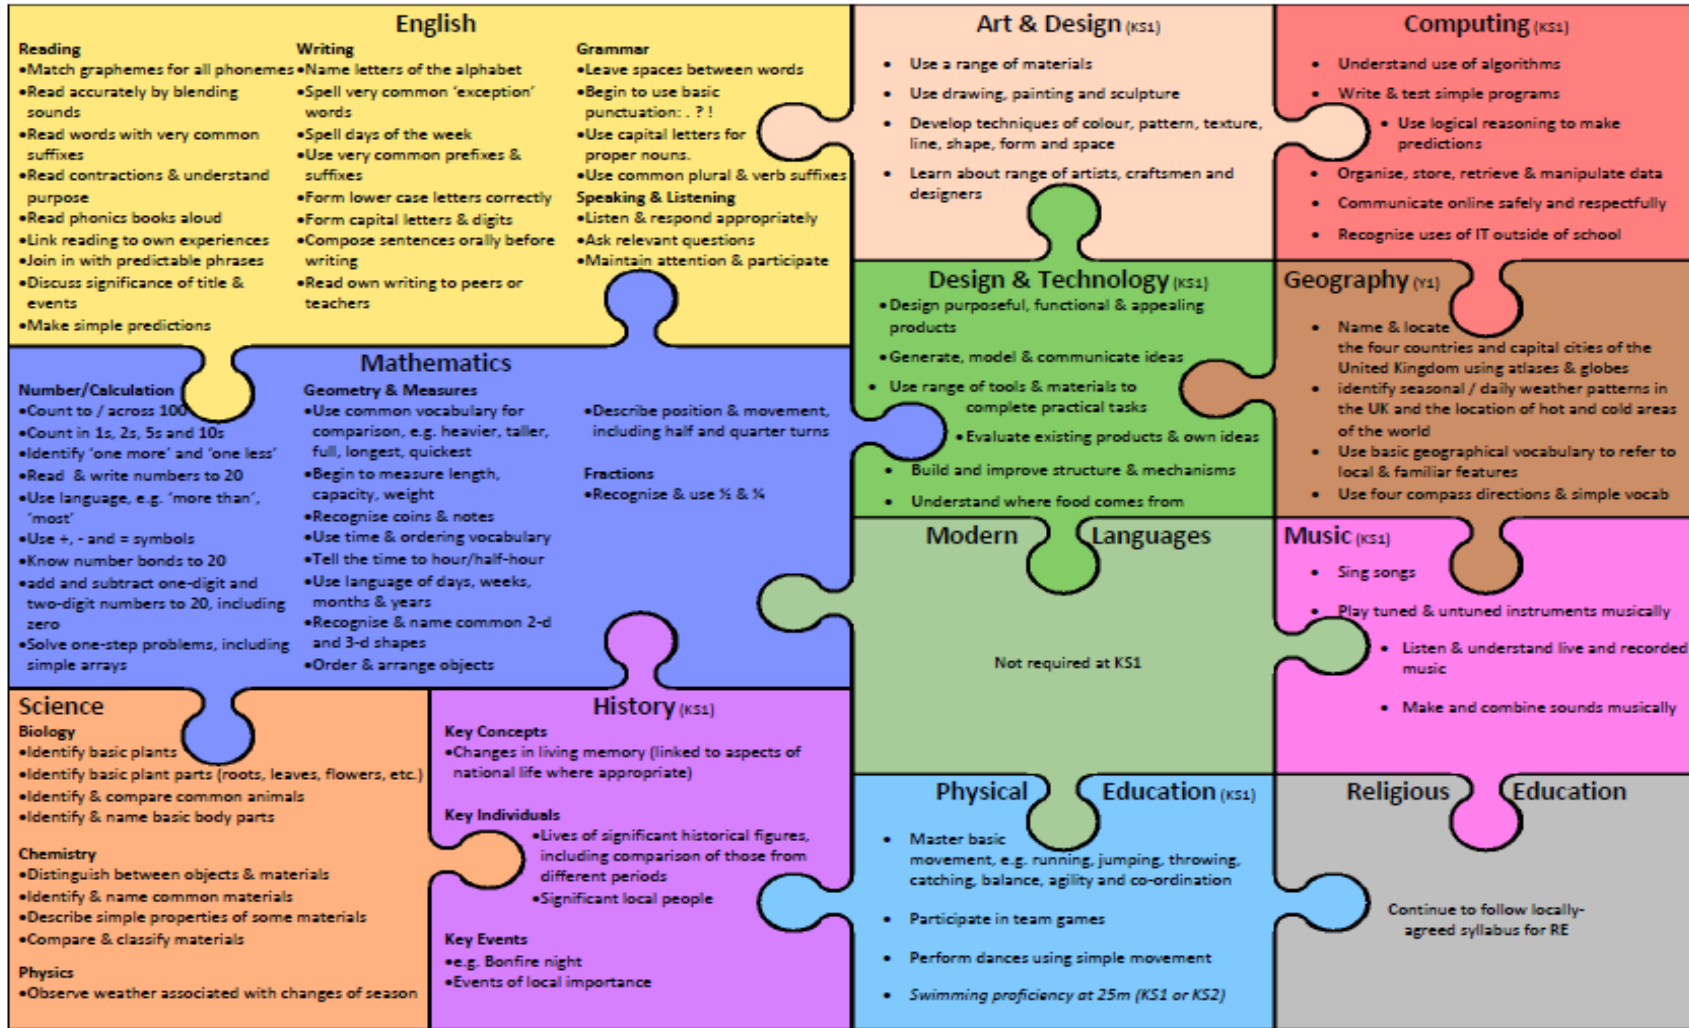 English
Reading
•Match graphemes for all phonemes
•Read accurately by blending
sounds
•Read words with very common
suffixes
•Read contractions & understand
purpose
•Read phonics books aloud
•Link reading to own experiences
•Join in with predictable phrases
•Discuss significance of title &
events
•Make simple predictions
Writing
•Name letters of the alphabet
•Spell very common ‘exception’
words
•Spell days of the week
•Use very common prefixes &
suffixes
•Form lower case letters correctly
•Form capital letters & digits
•Compose sentences orally before
writing
•Read own writing to peers or
teachers
Grammar
•Leave spaces between words
•Begin to use basic
punctuation: . ? !
•Use capital letters for
proper nouns.
•Use common plural & verb suffixes
Speaking & Listening
•Listen & respond appropriately
•Ask relevant questions
•Maintain attention & participate
Art & Design (KS1)
• Use a range of materials
• Use drawing, painting and sculpture
• Develop techniques of colour, pattern, texture,
line, shape, form and space
• Learn about range of artists, craftsmen and
designers
Computing (KS1)
• Understand use of algorithms
• Write & test simple programs
• Use logical reasoning to make
predictions
• Organise, store, retrieve & manipulate data
• Communicate online safely and respectfully
• Recognise uses of IT outside of school
Mathematics
Number/Calculation
•Count to / across 100
•Count in 1s, 2s, 5s and 10s
•Identify ‘one more’ and ‘one less’
•Read & write numbers to 20
•Use language, e.g. ‘more than’,
‘most’
•Use +, - and = symbols
•Know number bonds to 20
•add and subtract one-digit and
two-digit numbers to 20, including
zero
•Solve one-step problems, including
simple arrays
Geometry & Measures
•Use common vocabulary for
comparison, e.g. heavier, taller,
full, longest, quickest
•Begin to measure length,
capacity, weight
•Recognise coins & notes
•Use time & ordering vocabulary
•Tell the time to hour/half-hour
•Use language of days, weeks,
months & years
•Recognise & name common 2-d
and 3-d shapes
•Order & arrange objects
•Describe position & movement,
including half and quarter turns
Fractions
•Recognise & use ½ & ¼
Design & Technology (KS1)
•Design purposeful, functional & appealing
products
•Generate, model & communicate ideas
•Use range of tools & materials to
complete practical tasks
•Evaluate existing products & own ideas
• Build and improve structure & mechanisms
• Understand where food comes from
Geography (Y1)
• Name & locate
the four countries and capital cities of the
United Kingdom using atlases & globes
• identify seasonal / daily weather patterns in
the UK and the location of hot and cold areas
of the world
• Use basic geographical vocabulary to refer to
local & familiar features
• Use four compass directions & simple vocab
Modern Languages
Not required at KS1
Music (KS1)
• Sing songs
• Play tuned & untuned instruments musically
• Listen & understand live and recorded
music
• Make and combine sounds musically
Science
Biology
•Identify basic plants
•Identify basic plant parts (roots, leaves, flowers, etc.)
•Identify & compare common animals
•Identify & name basic body parts
Chemistry
•Distinguish between objects & materials
•Identify & name common materials
•Describe simple properties of some materials
•Compare & classify materials
Physics
•Observe weather associated with changes of season
History (KS1)
Key Concepts
•Changes in living memory (linked to aspects of
national life where appropriate)
Key Individuals
•Lives of significant historical figures,
including comparison of those from
different periods
•Significant local people
Key Events
•e.g. Bonfire night
•Events of local importance
Physical Education (KS1)
• Master basic
movement, e.g. running, jumping, throwing,
catching, balance, agility and co-ordination
• Participate in team games
• Perform dances using simple movement
• Swimming proficiency at 25m (KS1 or KS2)
Religious Education
Continue to follow locally-
agreed syllabus for RE